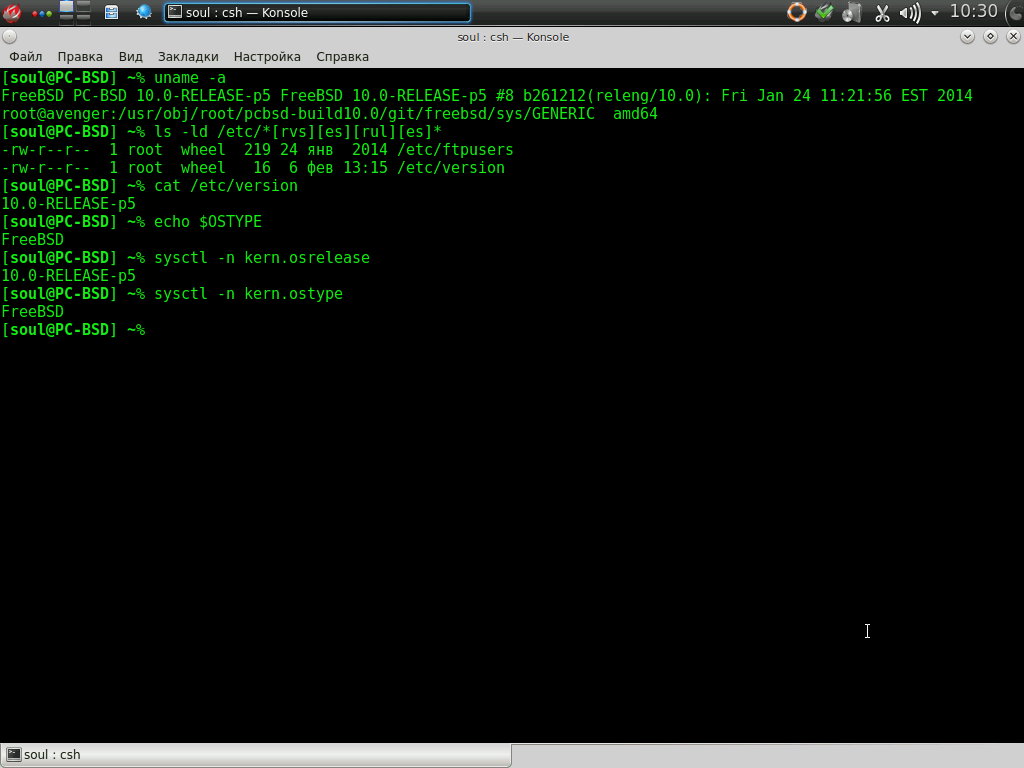 soul : csh — Konsole
10:30
soul : csh — Konsole
Файл Правка Вид Закладки Настройка Справка
[soul@PC-BSD] ~% uname -a
FreeBSD PC-BSD 10.0-RELEASE-p5 FreeBSD 10.0-RELEASE-p5 #8 b261212(releng/10.0): Fri Jan 24 11:21:56 EST 2014
root@avenger:/usr/obj/root/pcbsd-build10.0/git/freebsd/sys/GENERIC  amd64
[soul@PC-BSD] ~% ls -ld /etc/*[rvs][es][rul][es]*
-rw-r--r--  1 root  wheel  219 24 янв  2014 /etc/ftpusers
-rw-r--r--  1 root  wheel   16  6 фев 13:15 /etc/version
[soul@PC-BSD] ~% cat /etc/version
10.0-RELEASE-p5
[soul@PC-BSD] ~% echo $OSTYPE
FreeBSD
[soul@PC-BSD] ~% sysctl -n kern.osrelease
10.0-RELEASE-p5
[soul@PC-BSD] ~% sysctl -n kern.ostype
FreeBSD
[soul@PC-BSD] ~%
soul : csh